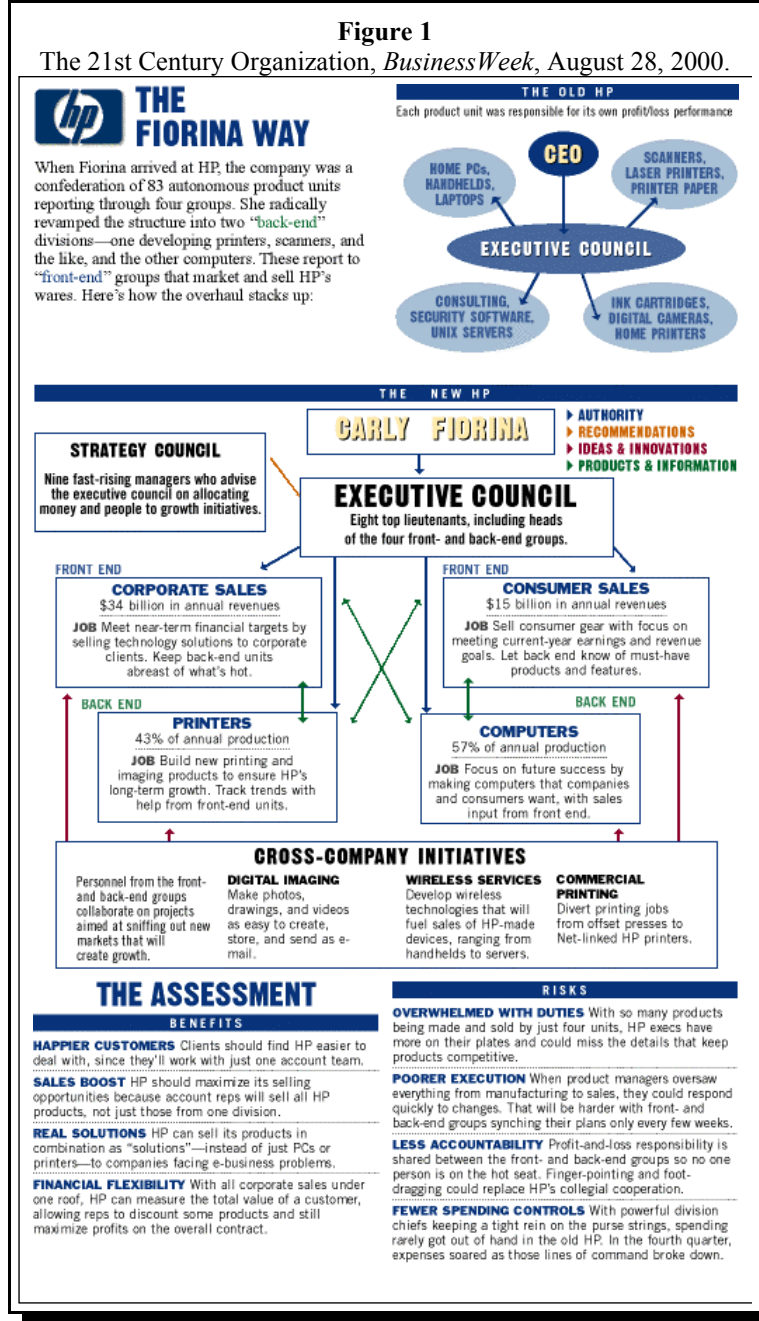 Figure 1
The 21st Century Organization, BusinessWeek, August 28, 2000.
hp
THE
FIORINA WAY
When Fiorina arrived at HP, the company was a
confederation of 83 autonomous product units
reporting through four groups. She radically
revamped the structure into two “back-end”
divisions—one developing printers, scanners, and
the like, and the other computers. These report to
“front-end” groups that market and sell HP's
wares. Here's how the overhaul stacks up:
THE OLD HP
Each product unit was responsible for its own profit/loss performance
CEO
HOME PCs,
HANDHELDS,
LAPTOPS
SCANNERS,
LASER PRINTERS,
PRINTER PAPER
EXECUTIVE COUNCIL
CONSULTING,
SECURITY SOFTWARE,
UNIX SERVERS
INK CARTRIDGES,
DIGITAL CAMERAS,
HOME PRINTERS
THE NEW HP
CARLY FIORINA
AUTHORITY
RECOMMENDATIONS
IDEAS & INNOVATIONS
PRODUCTS & INFORMATION
STRATEGY COUNCIL
Nine fast-rising managers who advise
the executive council on allocating
money and people to growth initiatives.
EXECUTIVE COUNCIL
Eight top lieutenants, including heads
of the four front- and back-end groups.
FRONT END
CORPORATE SALES
$34 billion in annual revenues
JOB Meet near-term financial targets by
selling technology solutions to corporate
clients. Keep back-end units
abreast of what's hot.
FRONT END
CONSUMER SALES
$15 billion in annual revenues
JOB Sell consumer gear with focus on
meeting current-year earnings and revenue
goals. Let back end know of must-have
products and features.
BACK END
PRINTERS
43% of annual production
JOB Build new printing and
imaging products to ensure HP's
long-term growth. Track trends with
help from front-end units.
BACK END
COMPUTERS
57% of annual production
JOB Focus on future success by
making computers that companies
and consumers want, with sales
input from front end.
CROSS-COMPANY INITIATIVES
Personnel from the front-
and back-end groups
collaborate on projects
aimed at sniffing out new
markets that will
create growth.
DIGITAL IMAGING
Make photos,
drawings, and videos
as easy to create,
store, and send as e-
mail.
WIRELESS SERVICES
Develop wireless
technologies that will
fuel sales of HP-made
devices, ranging from
handhelds to servers.
COMMERCIAL
PRINTING
Divert printing jobs
from offset presses to
Net-linked HP printers.
THE ASSESSMENT
BENEFITS
HAPPIER CUSTOMERS Clients should find HP easier to
deal with, since they'll work with just one account team.
SALES BOOST HP should maximize its selling
opportunities because account reps will sell all HP
products, not just those from one division.
REAL SOLUTIONS HP can sell its products in
combination as “solutions”—instead of just PCs or
printers—to companies facing e-business problems.
FINANCIAL FLEXIBILITY With all corporate sales under
one roof, HP can measure the total value of a customer,
allowing reps to discount some products and still
maximize profits on the overall contract.
RISKS
OVERWHELMED WITH DUTIES With so many products
being made and sold by just four units, HP execs have
more on their plates and could miss the details that keep
products competitive.
POORER EXECUTION When product managers oversaw
everything from manufacturing to sales, they could respond
quickly to changes. That will be harder with front- and
back-end groups synching their plans only every few weeks.
LESS ACCOUNTABILITY Profit-and-loss responsibility is
shared between the front- and back-end groups so no one
person is on the hot seat. Finger-pointing and foot-
dragging could replace HP's collegial cooperation.
FEWER SPENDING CONTROLS With powerful division
chiefs keeping a tight rein on the purse strings, spending
rarely got out of hand in the old HP. In the fourth quarter,
expenses soared as those lines of command broke down.